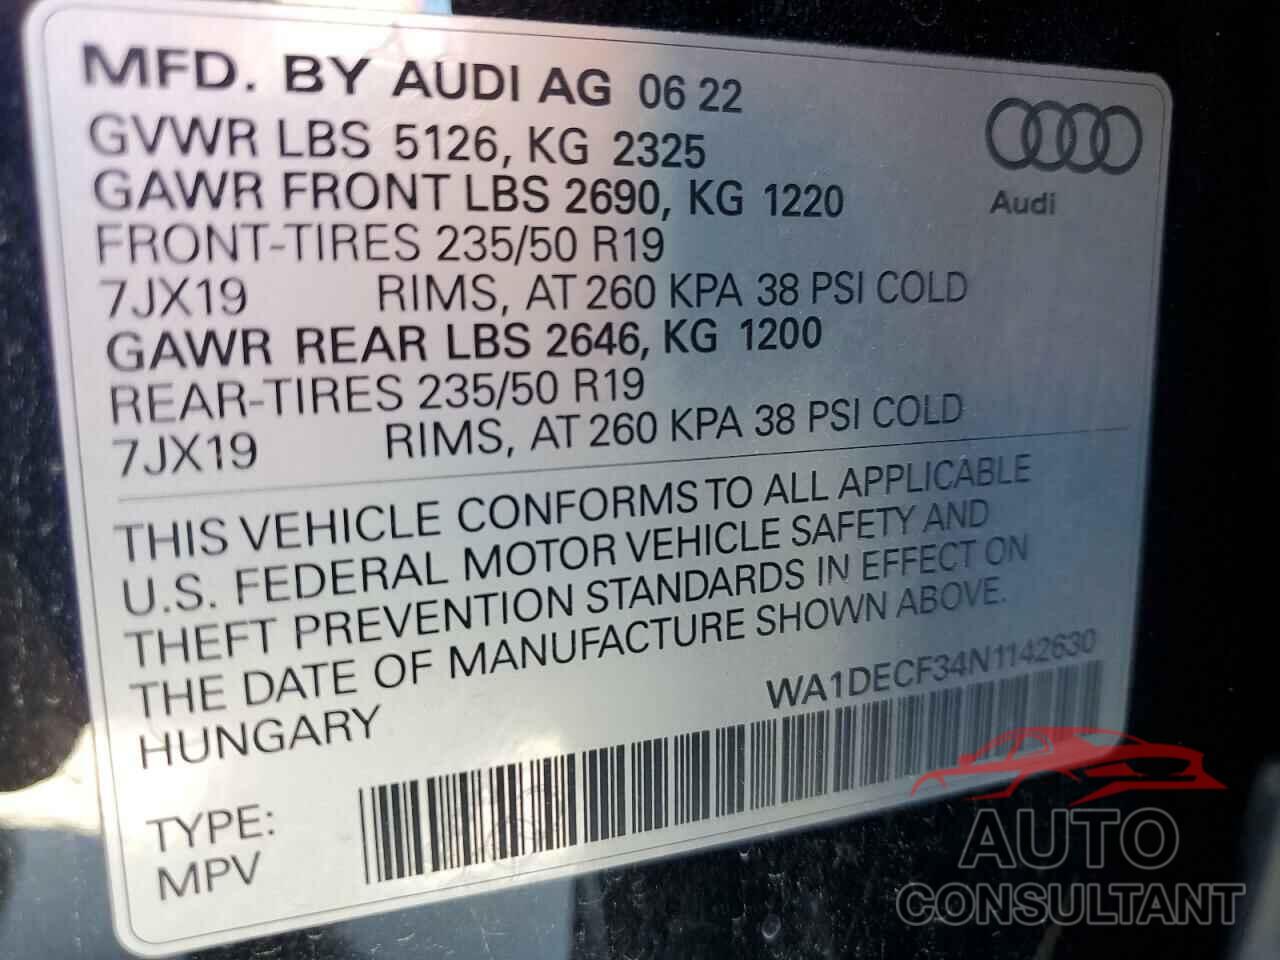 MFD. BY AUDI AG 06 22
GVWR LBS 5126, KG 2325
GAWR FRONT LBS 2690, KG 1220
FRONT-TIRES 235/50 R19
7JX19 RIMS, AT 260 KPA 38 PSI COLD
GAWR REAR LBS 2646, KG 1200
REAR-TIRES 235/50 R19
7JX19 RIMS, AT 260 KPA 38 PSI COLD
Audi
THIS VEHICLE CONFORMS TO ALL APPLICABLE
U.S. FEDERAL MOTOR VEHICLE SAFETY AND
THEFT PREVENTION STANDARDS IN EFFECT ON
THE DATE OF MANUFACTURE SHOWN ABOVE.
HUNGARY
WA1DECF34N1142630
TYPE:
MPV
AUTO
CONSULTANT